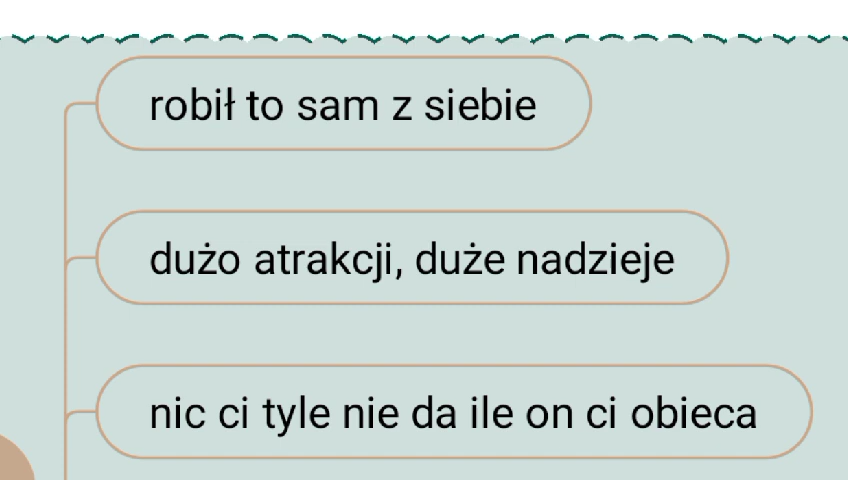 robił to sam z siebie
dużo atrakcji, duże nadzieje
nic ci tyle nie da ile on ci obieca